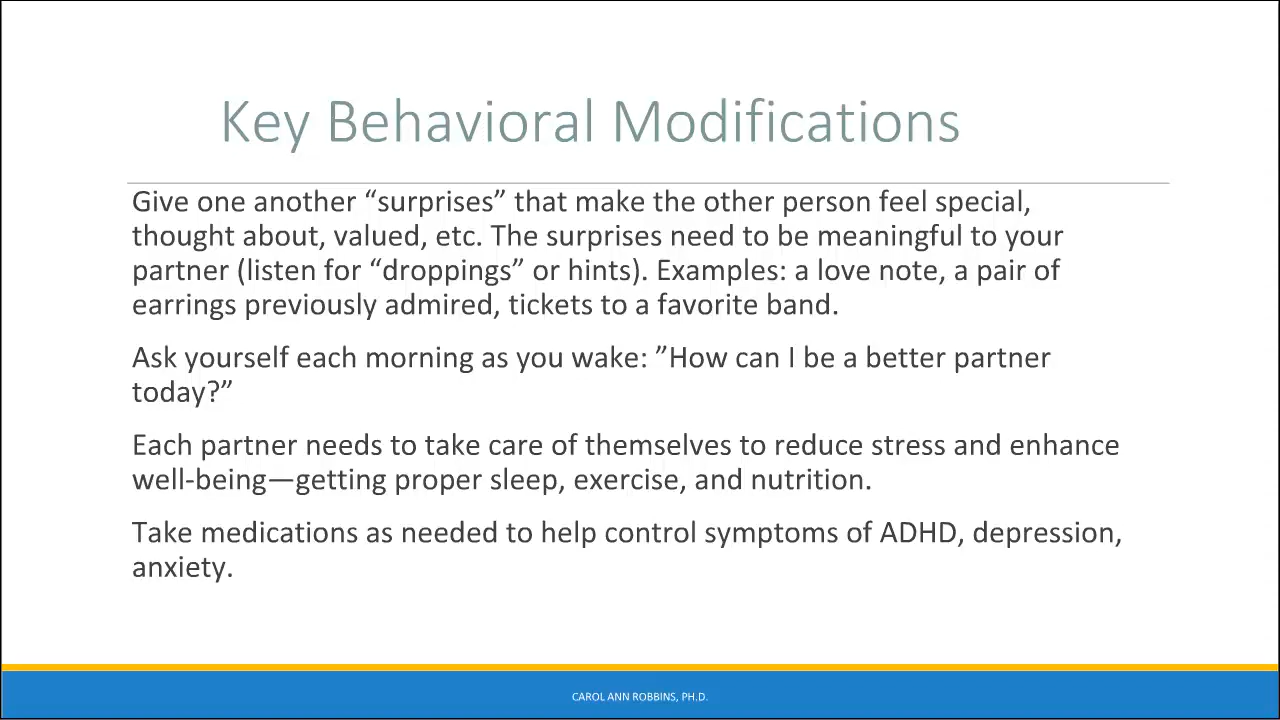 Key Behavioral Modifications
Give one another “surprises” that make the other person feel special,
thought about, valued, etc. The surprises need to be meaningful to your
partner (listen for “droppings” or hints). Examples: a love note, a pair of
earrings previously admired, tickets to a favorite band.
Ask yourself each morning as you wake: ”How can I be a better partner
today?”
Each partner needs to take care of themselves to reduce stress and enhance
well-being—getting proper sleep, exercise, and nutrition.
Take medications as needed to help control symptoms of ADHD, depression,
anxiety.
CAROL ANN ROBBINS, PH.D.